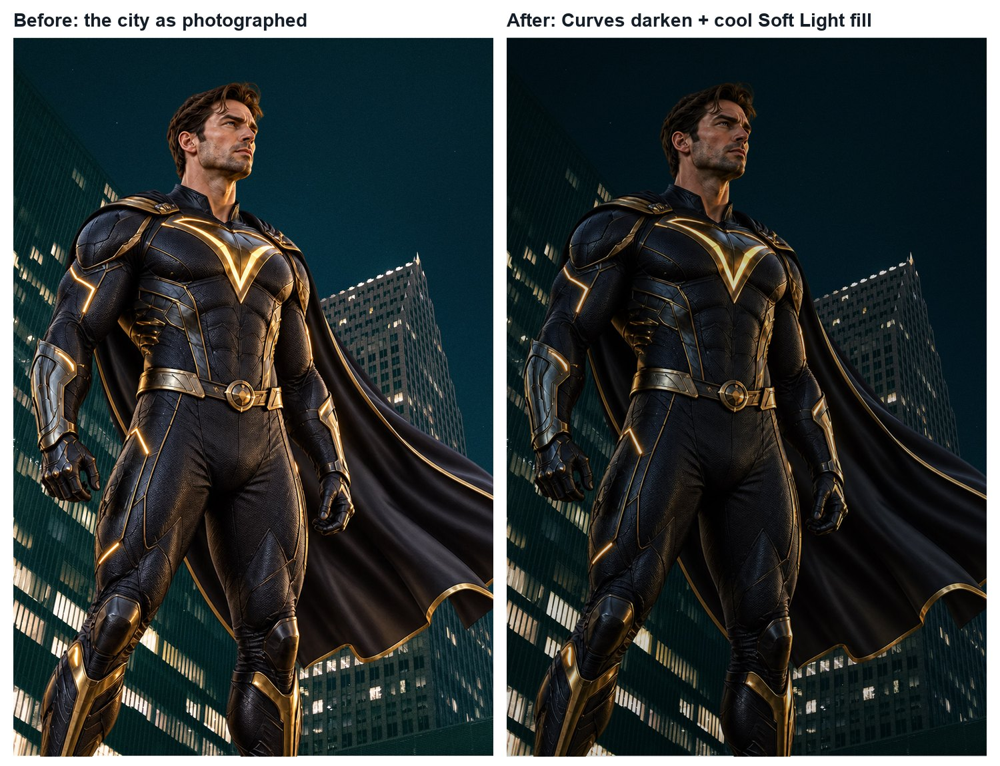 Before: the city as photographed
After: Curves darken + cool Soft Light fill